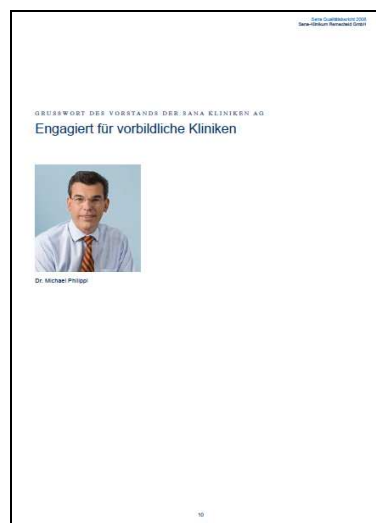 Sana Qualitätsbericht 2008
Sana-Klinikum Remscheid GmbH
GRUSSWORT DES VORSTANDS DER SANA KLINIKEN AG
Engagiert für vorbildliche Kliniken
Dr. Michael Philippi
10